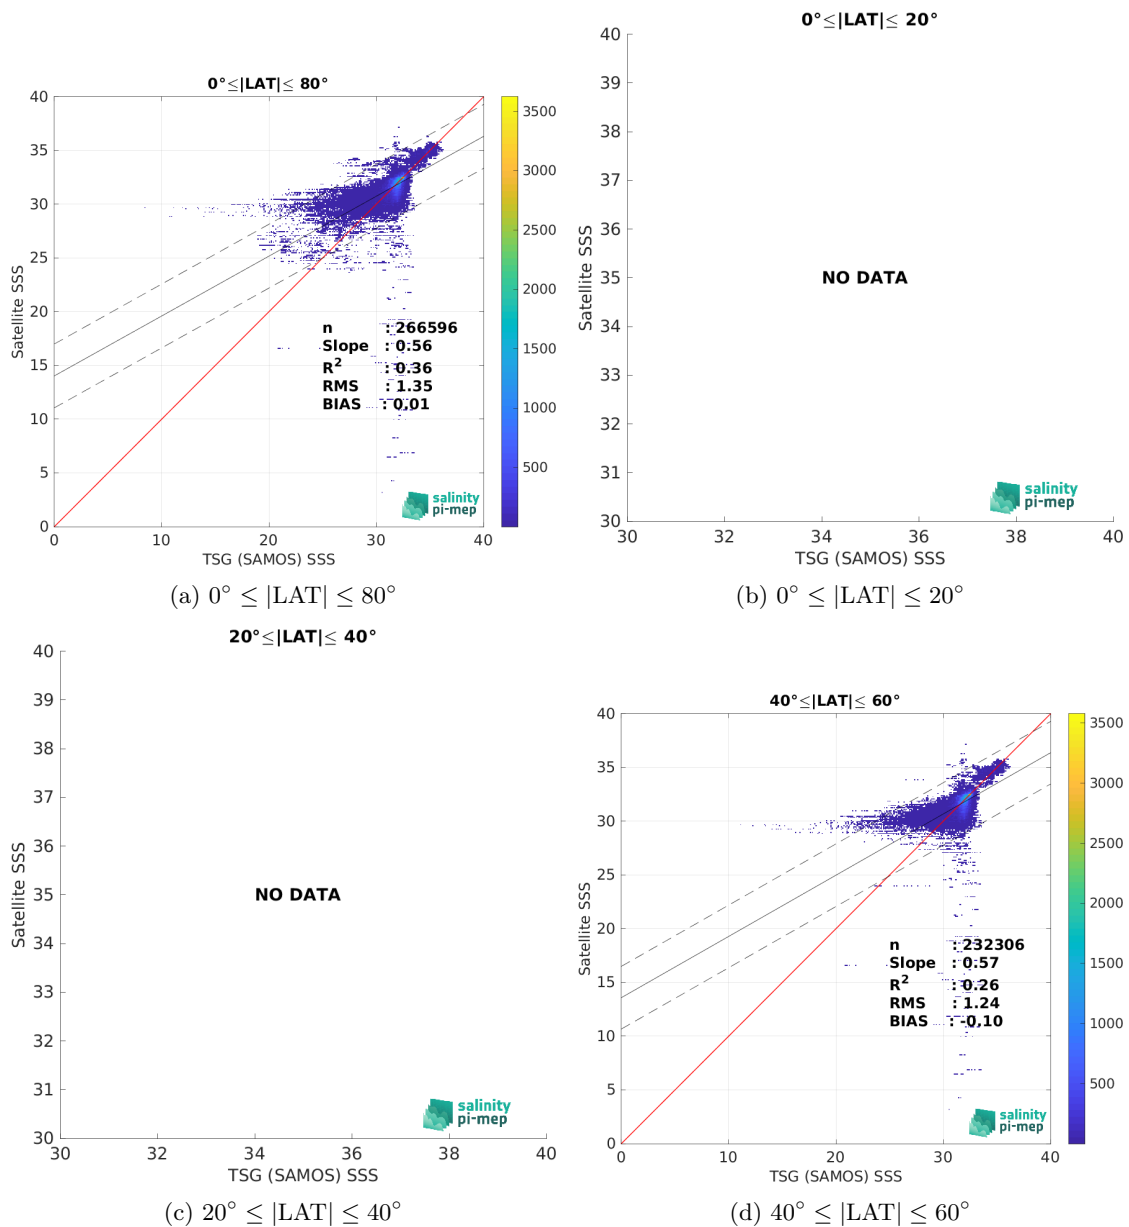 0°≤|LAT|≤ 80°
40
35
30
25
20
15
10
5
0
Satellite SSS
n : 266596
Slope : 0.56
R² : 0.36
RMS : 1.35
BIAS : 0.01
salinity
pi-mep
0 10 20 30 40
TSG (SAMOS) SSS
3500
3000
2500
2000
1500
1000
500
(a) 0° ≤ |LAT| ≤ 80°
0°≤|LAT|≤ 20°
40
39
38
37
36
35
34
33
32
31
30
Satellite SSS
NO DATA
salinity
pi-mep
30 32 34 36 38 40
TSG (SAMOS) SSS
(b) 0° ≤ |LAT| ≤ 20°
20°≤|LAT|≤ 40°
40
39
38
37
36
35
34
33
32
31
30
Satellite SSS
NO DATA
salinity
pi-mep
30 32 34 36 38 40
TSG (SAMOS) SSS
(c) 20° ≤ |LAT| ≤ 40°
40°≤|LAT|≤ 60°
40
35
30
25
20
15
10
5
0
Satellite SSS
n : 232306
Slope : 0.57
R² : 0.26
RMS : 1.24
BIAS : -0.10
salinity
pi-mep
0 10 20 30 40
TSG (SAMOS) SSS
3500
3000
2500
2000
1500
1000
500
(d) 40° ≤ |LAT| ≤ 60°